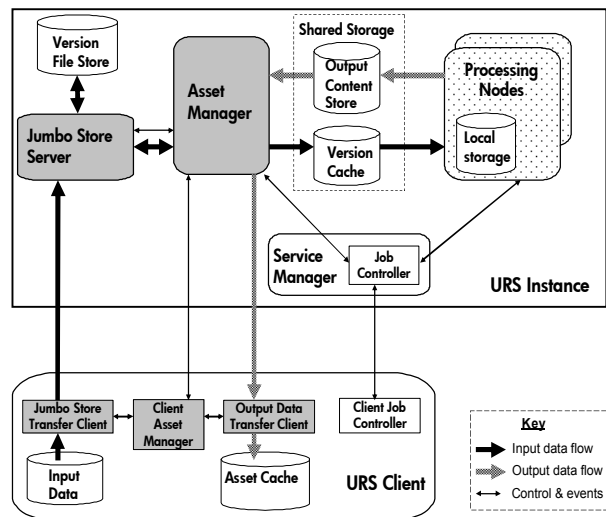 Version
File Store
Jumbo Store
Server
Asset
Manager
Shared Storage
Output
Content
Store
Version
Cache
Processing
Nodes
Local
storage
Service
Manager
Job
Controller
URS Instance
Jumbo Store
Transfer Client
Client
Asset
Manager
Output Data
Transfer Client
Client Job
Controller
Input
Data
Asset Cache
URS Client
Key
Input data flow
Output data flow
Control & events